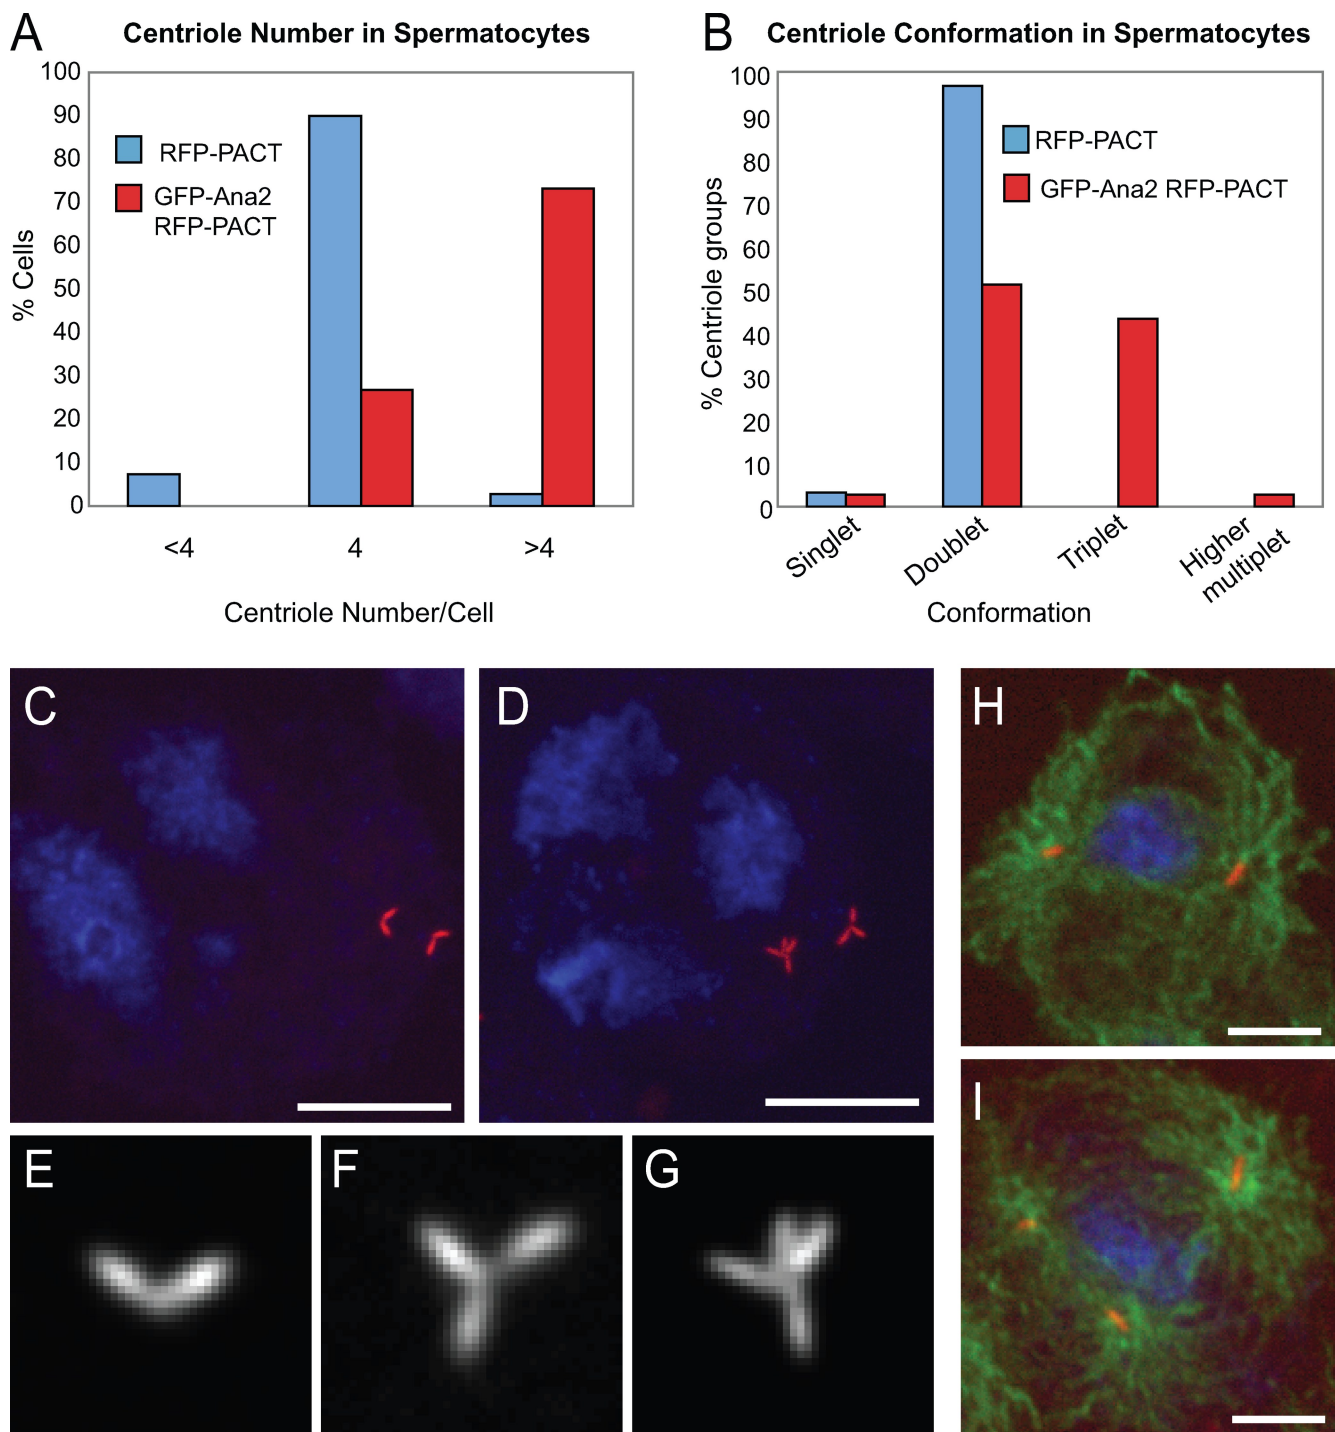 A
Centriole Number in Spermatocytes
100
90
80
70
60
50
40
30
20
10
0
% Cells
RFP-PACT
GFP-Ana2
RFP-PACT
<4
4
>4
Centriole Number/Cell
B
Centriole Conformation in Spermatocytes
100
90
80
70
60
50
40
30
20
10
0
% Centriole groups
RFP-PACT
GFP-Ana2 RFP-PACT
Singlet
Doublet
Triplet
Higher
multiplet
Conformation
C
D
H
E
F
G
I